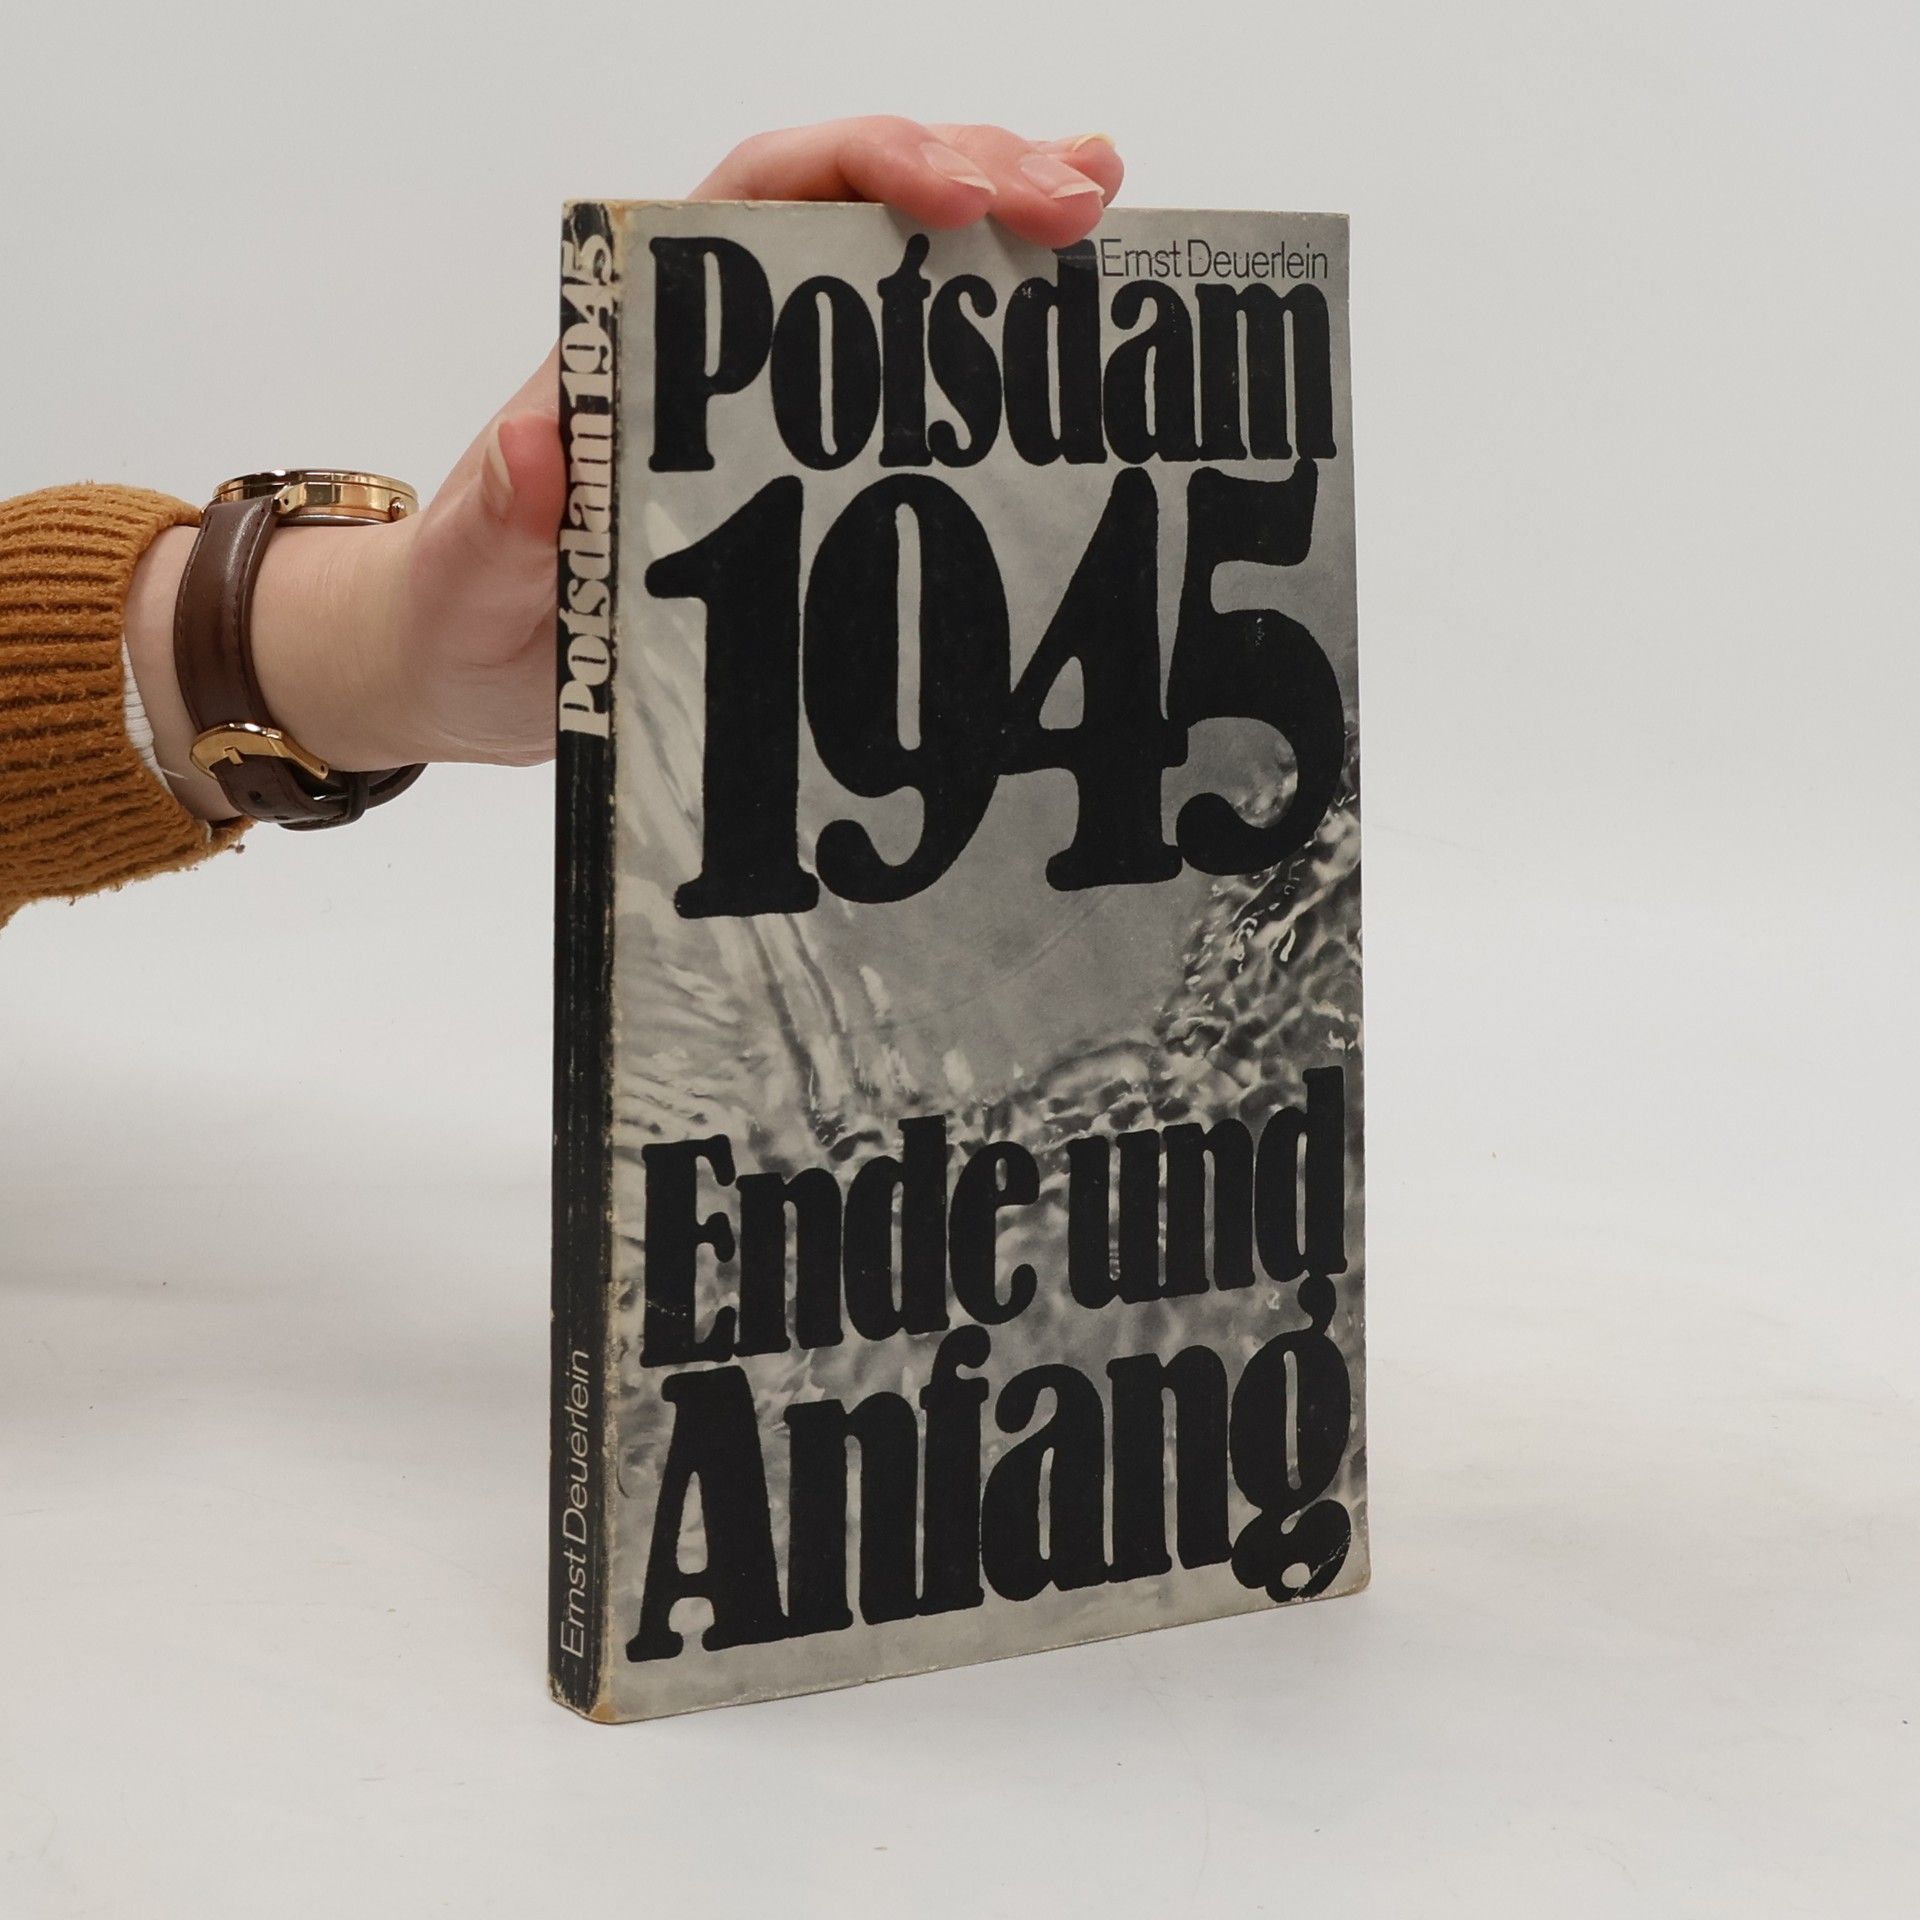 Ernst Deuerlein
Potsdam
1945
Ende und
Anfang
Potsdam 1945
Ernst Deuerlein